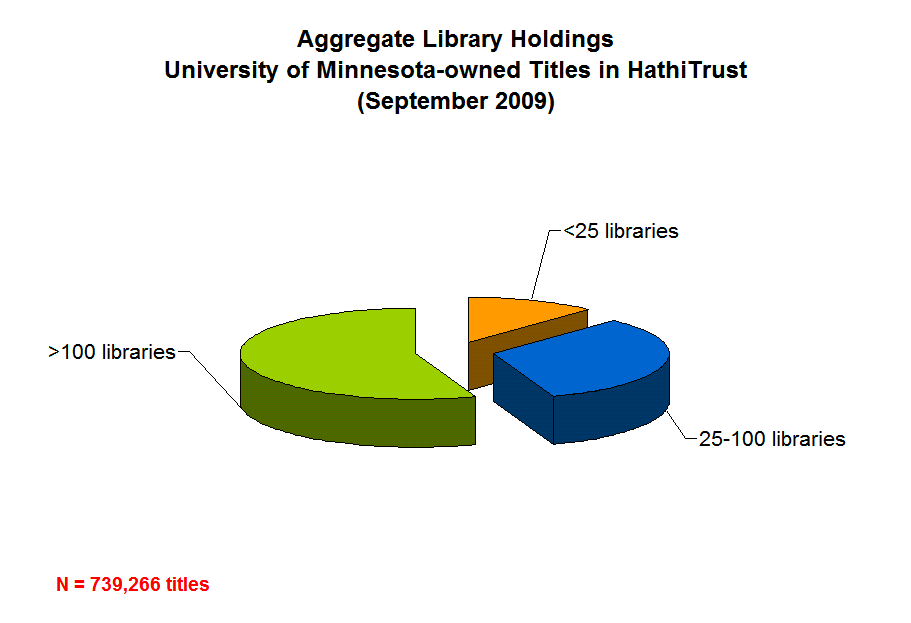 Aggregate Library Holdings
University of Minnesota-owned Titles in HathiTrust
(September 2009)
<25 libraries
>100 libraries
25-100 libraries
N = 739,266 titles